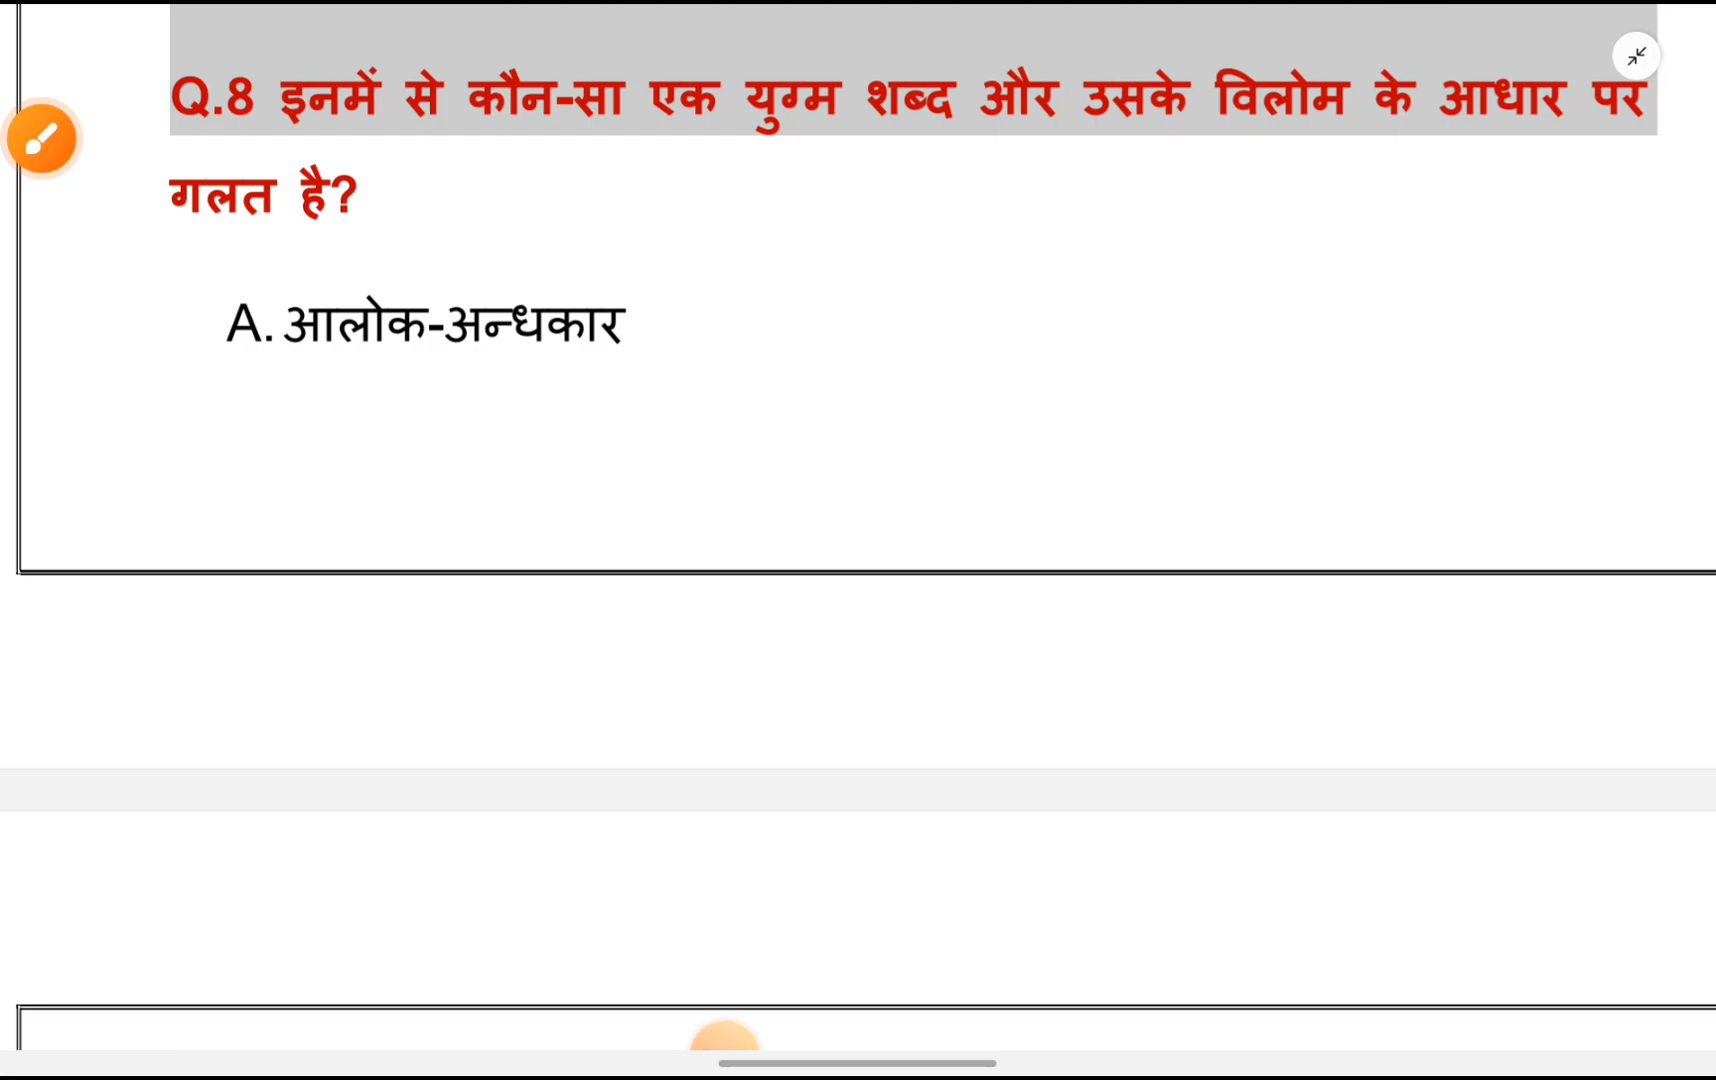 Q.8 इनमें से कौन-सा एक युग्म शब्द और उसके विलोम के आधार पर
गलत है?
A. आलोक-अन्धकार